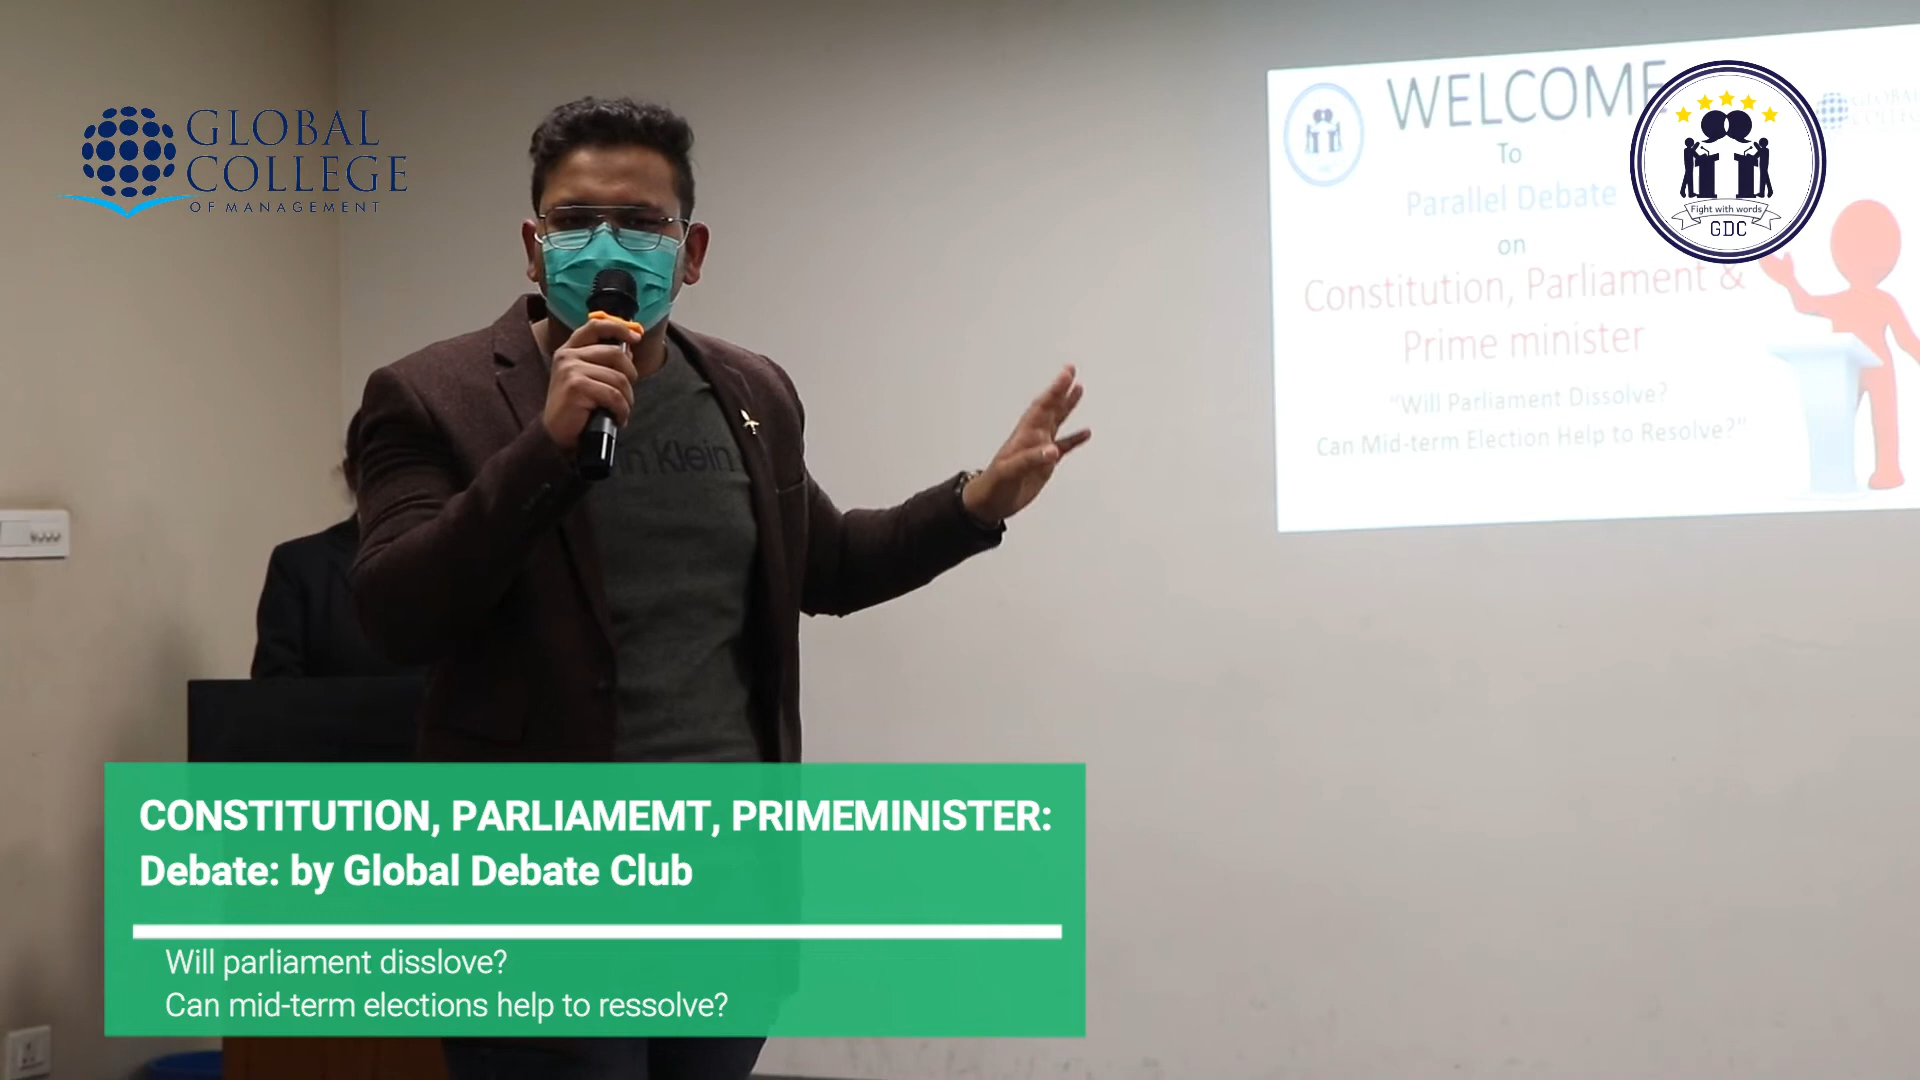 GLOBAL
COLLEGE
OF MANAGEMENT
WELCOME
To
Parallel Debate
on
Constitution, Parliament &
Prime minister
"Will Parliament Dissolve?
Can Mid-term Election Help to Resolve?"
GLOBAL
Fight with words
GDC
Klein
CONSTITUTION, PARLIAMEMT, PRIMEMINISTER:
Debate: by Global Debate Club
Will parliament disslove?
Can mid-term elections help to ressolve?